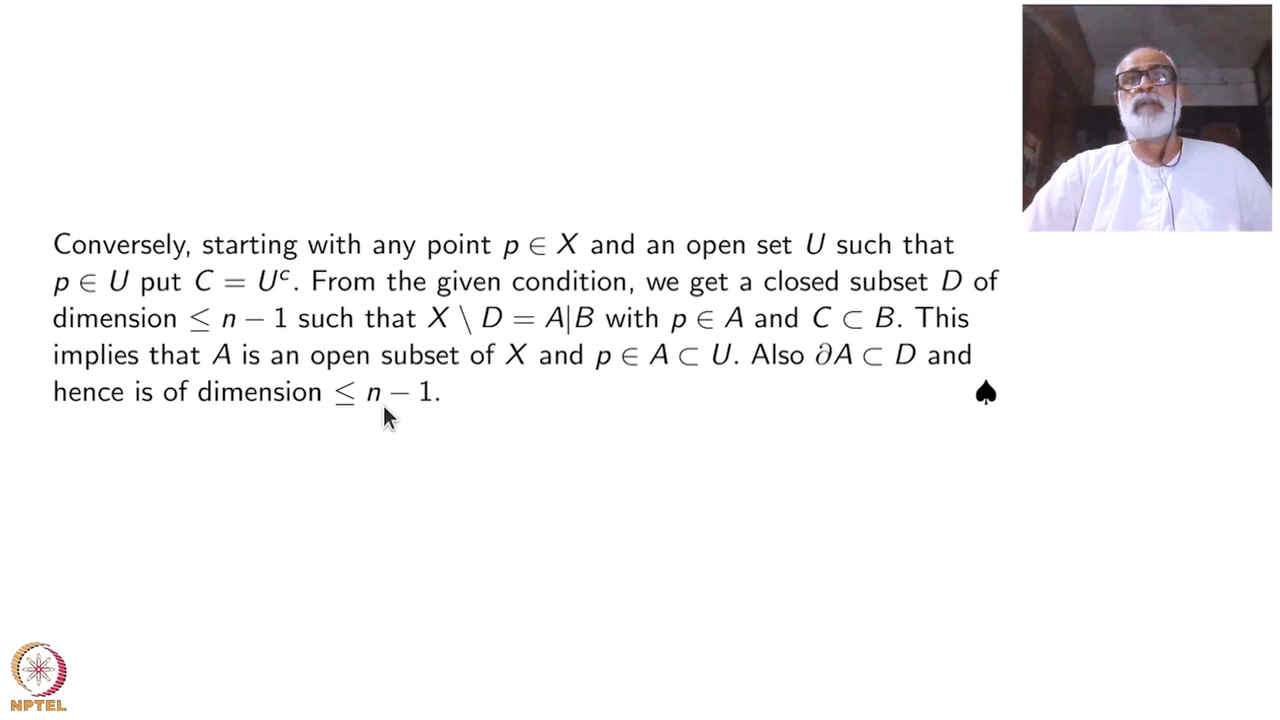 Conversely, starting with any point p ∈ X and an open set U such that
p ∈ U put C = Uᶜ. From the given condition, we get a closed subset D of
dimension ≤ n − 1 such that X \ D = A|B with p ∈ A and C ⊂ B. This
implies that A is an open subset of X and p ∈ A ⊂ U. Also ∂A ⊂ D and
hence is of dimension ≤ n − 1. ♠
NPTEL